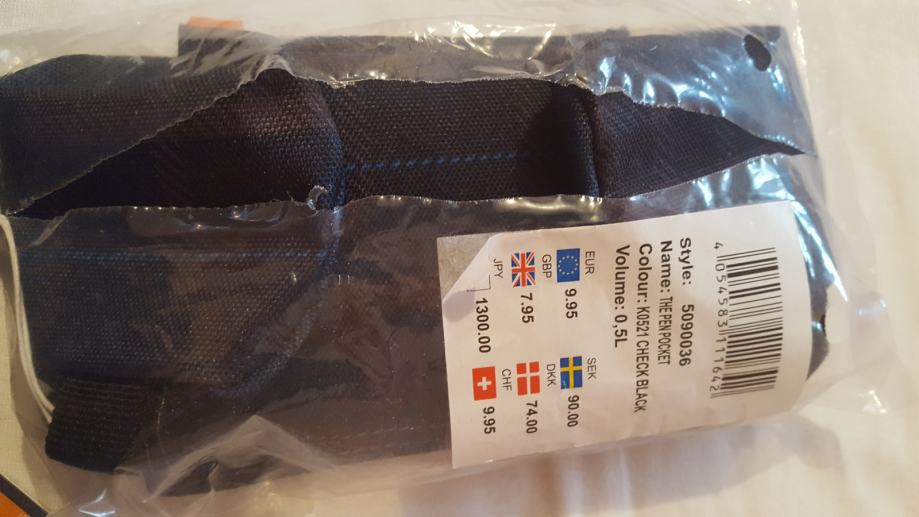 4 054583 111642
Style: 5090036
Name: THE PEN POCKET
Colour: K0521 CHECK BLACK
Volume: 0,5L
EUR 9.95
SEK 90.00
GBP 7.95
DKK 74.00
JPY 1300.00
CHF 9.95